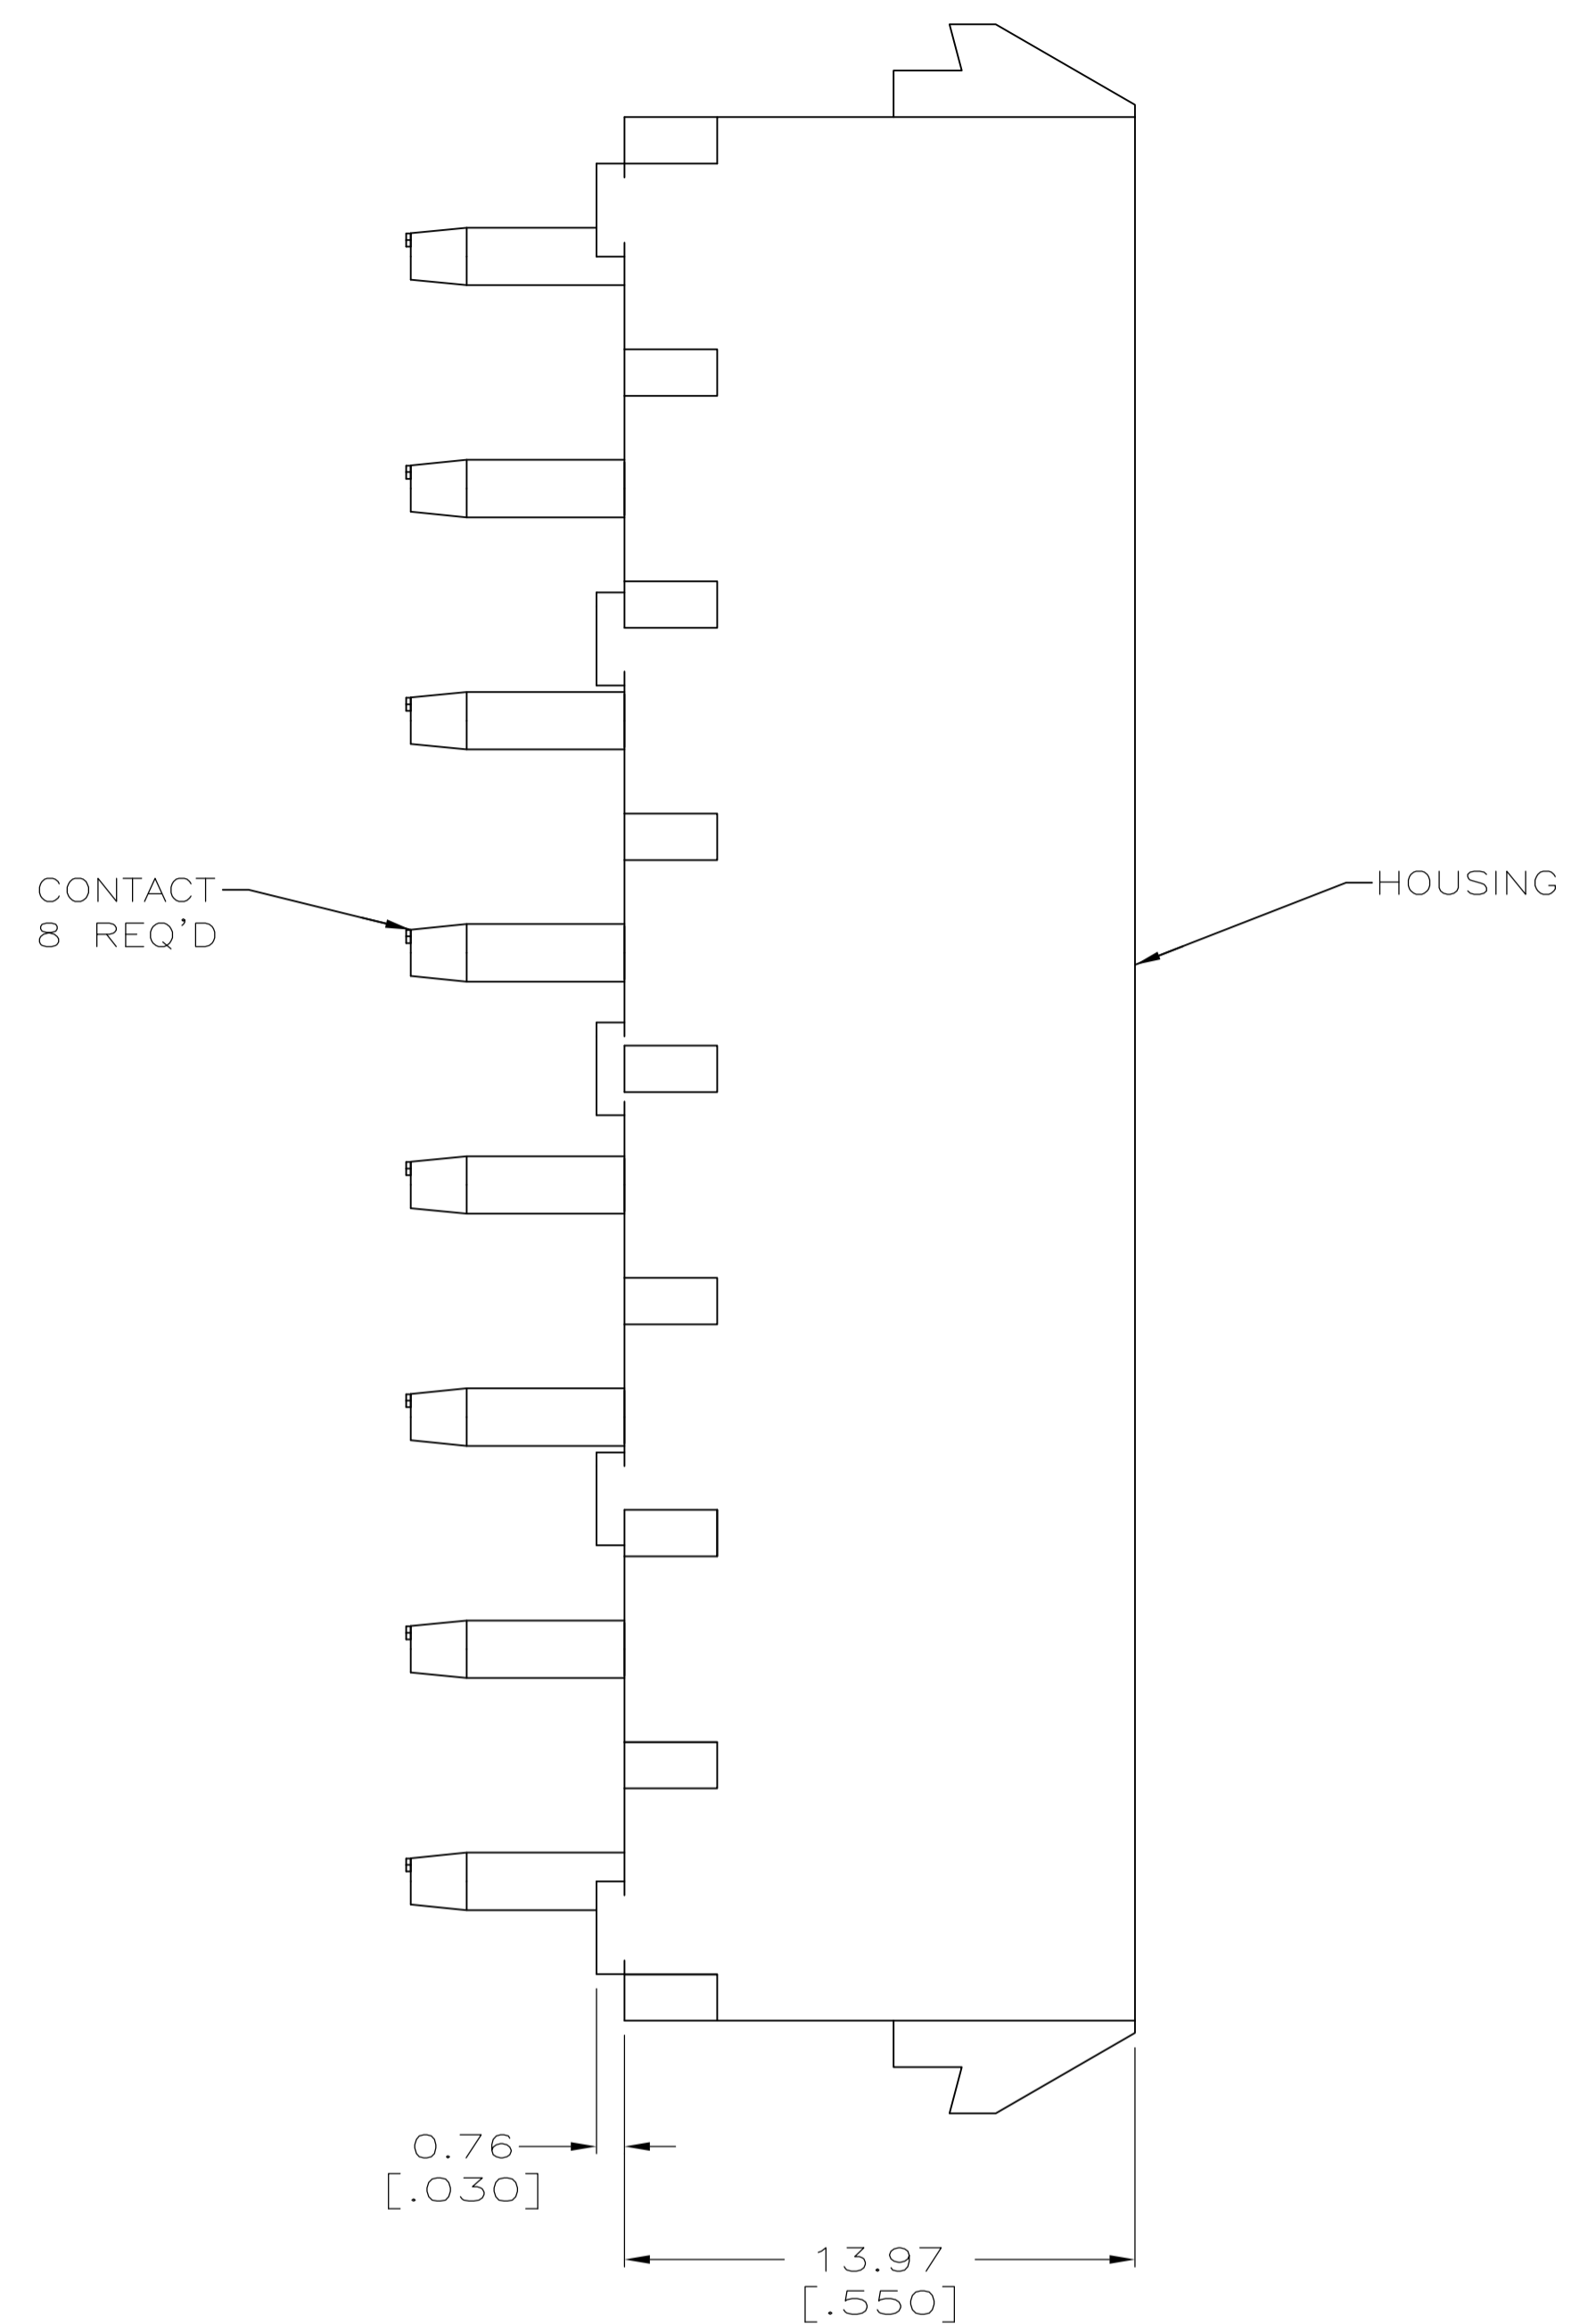 CONTACT
8 REQ'D
HOUSING
0.76
[.030]
13.97
[.550]